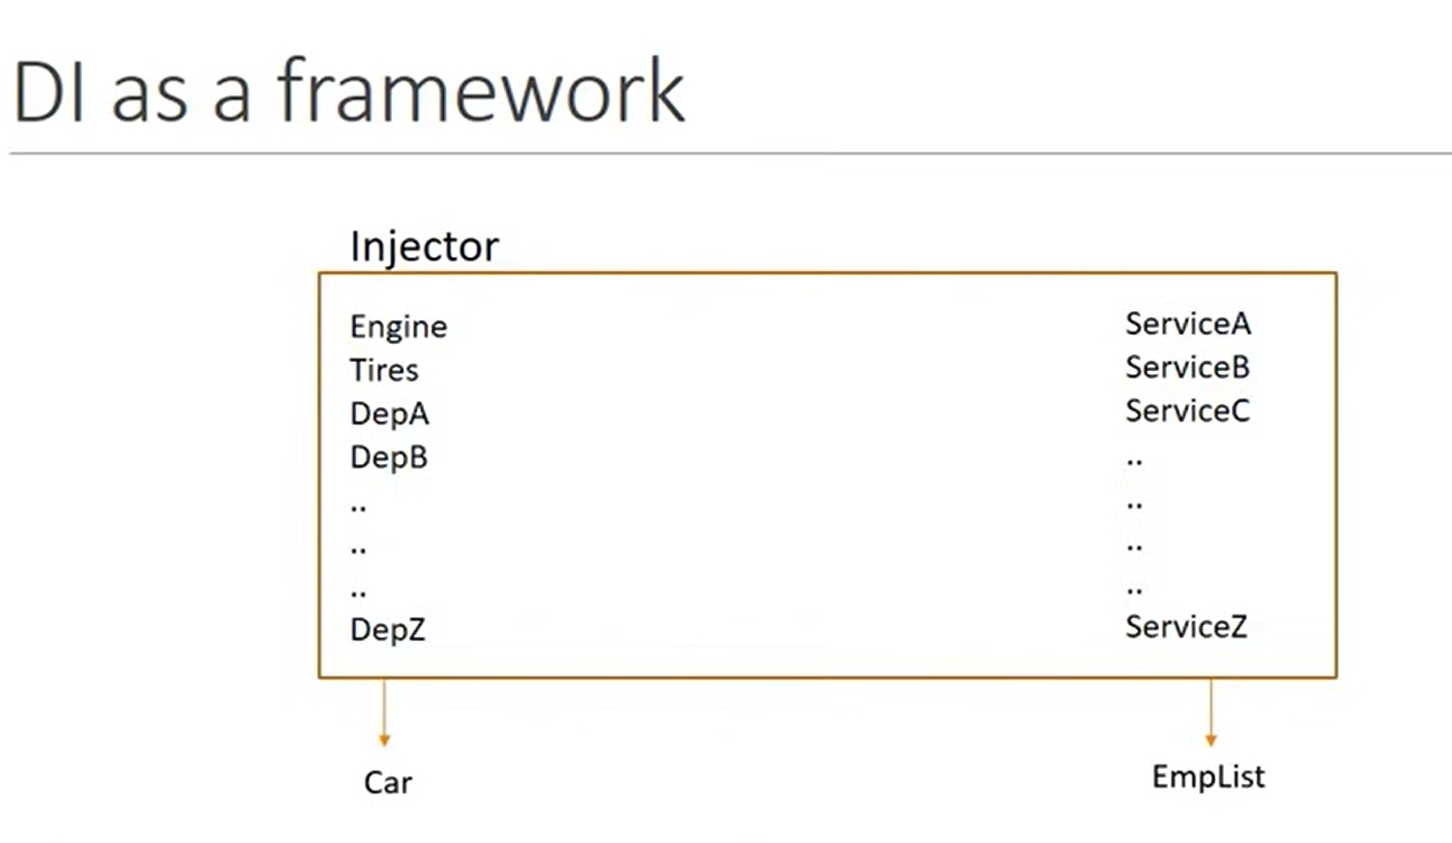 DI as a framework
Injector
Engine
Tires
DepA
DepB
..
..
..
DepZ
ServiceA
ServiceB
ServiceC
..
..
..
..
ServiceZ
Car
EmpList